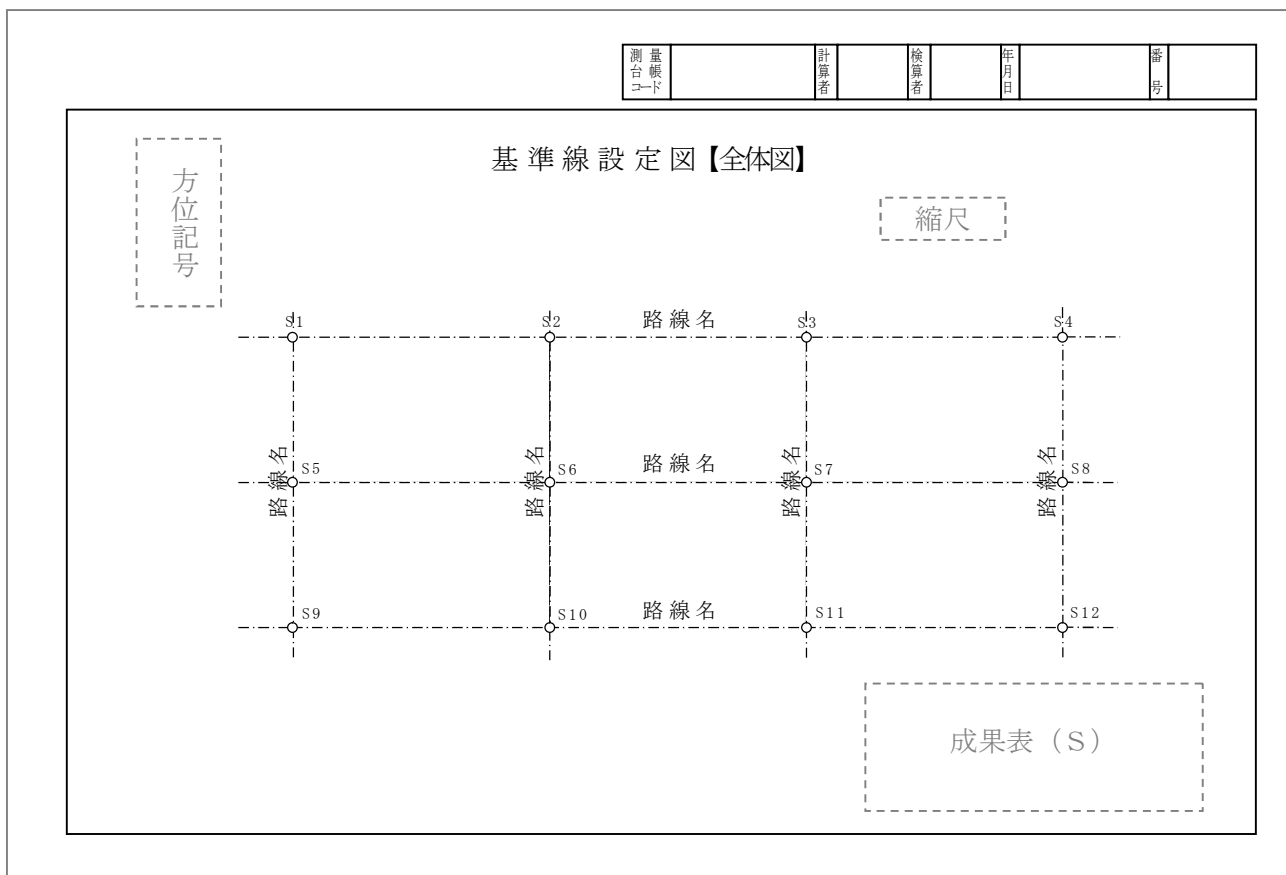 測量台帳コード 計算者 検算者 年月日 番号
基準線設定図【全体図】
方位記号
縮尺
S1 S2 路線名 S3 S4
路線名 S5 路線名 S6 路線名 路線名 S7 路線名 S8
S9 S10 路線名 S11 S12
成果表（S）